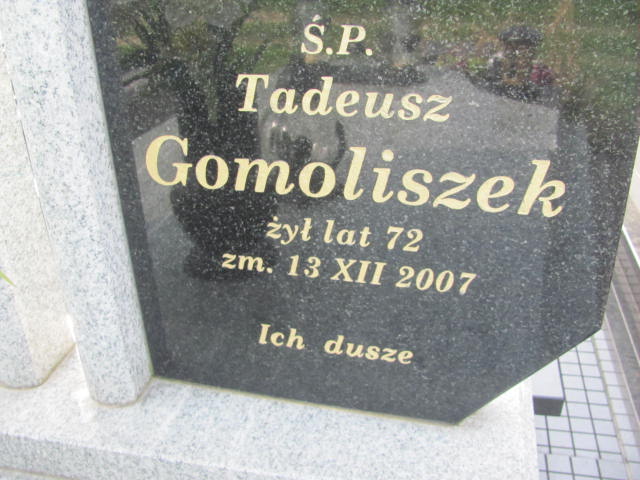 Ś.P.
Tadeusz
Gomoliszek
żył lat 72
zm. 13 XII 2007
Ich dusze